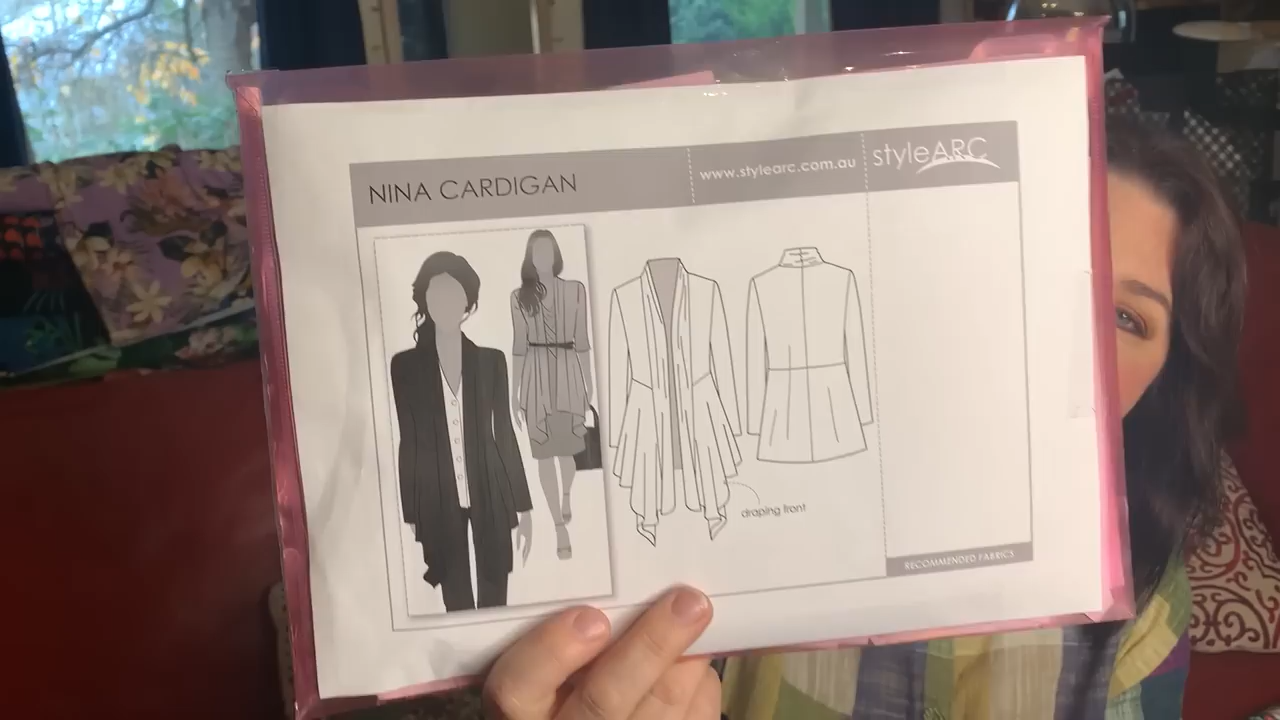 NINA CARDIGAN
www.stylearc.com.au
styleARC
draping front
RECOMMENDED FABRICS